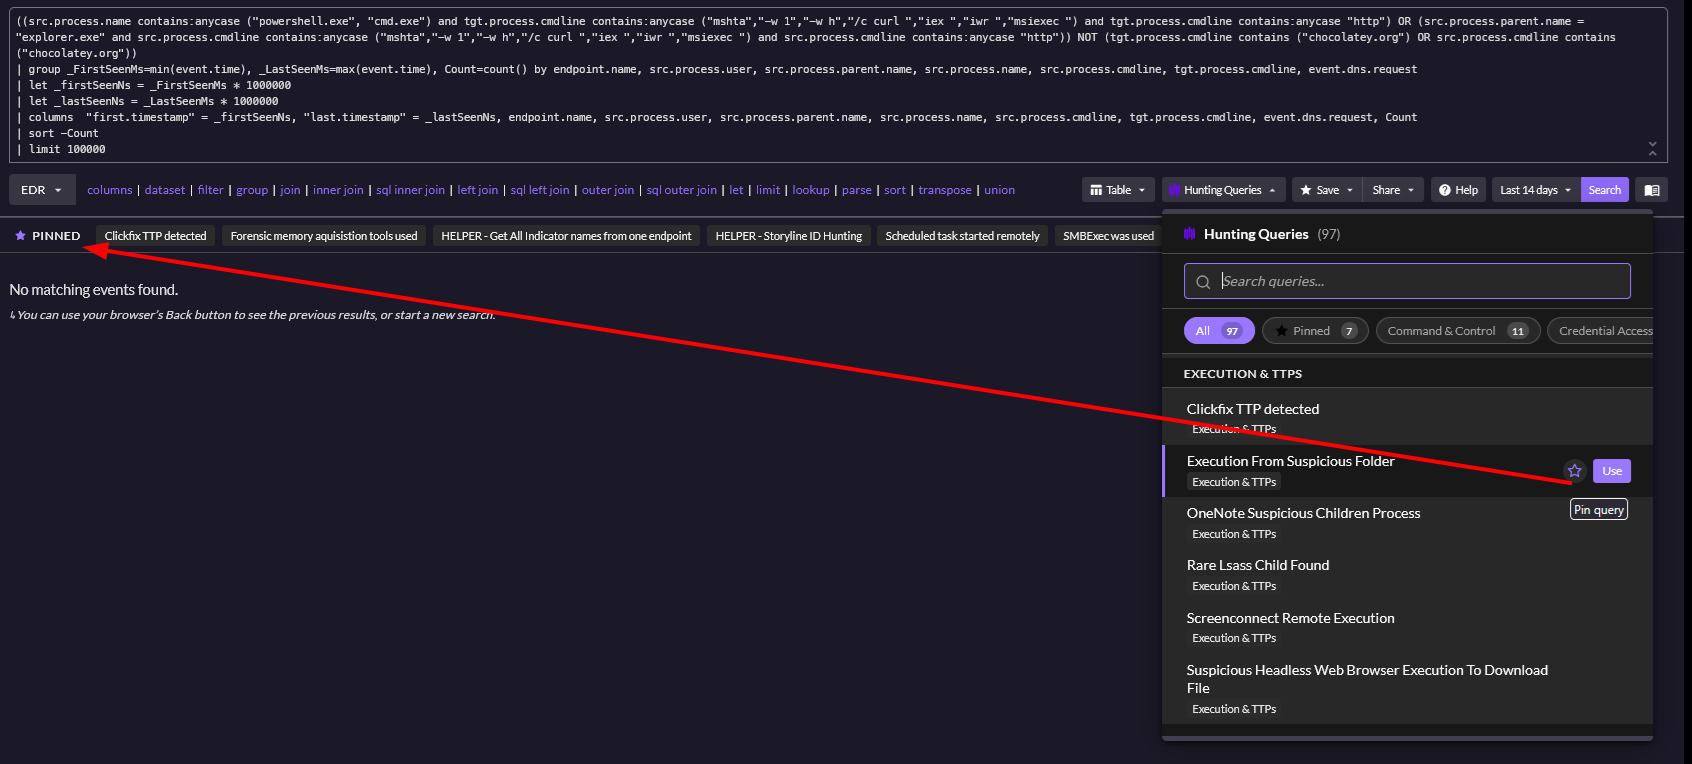 ((src.process.name contains:anycase ("powershell.exe", "cmd.exe") and tgt.process.cmdline contains:anycase ("mshta","-w 1","-w h","/c curl ","iex ","iwr ","msiexec ") and tgt.process.cmdline contains:anycase "http") OR (src.process.parent.name =
"explorer.exe" and src.process.cmdline contains:anycase ("mshta","-w 1","-w h","/c curl ","iex ","iwr ","msiexec ") and src.process.cmdline contains:anycase "http")) NOT (tgt.process.cmdline contains ("chocolatey.org") OR src.process.cmdline contains
("chocolatey.org"))
| group _FirstSeenMs=min(event.time), _LastSeenMs=max(event.time), Count=count() by endpoint.name, src.process.user, src.process.parent.name, src.process.name, src.process.cmdline, tgt.process.cmdline, event.dns.request
| let _firstSeenNs = _FirstSeenMs * 1000000
| let _lastSeenNs = _LastSeenMs * 1000000
| columns  "first.timestamp" = _firstSeenNs, "last.timestamp" = _lastSeenNs, endpoint.name, src.process.user, src.process.parent.name, src.process.name, src.process.cmdline, tgt.process.cmdline, event.dns.request, Count
| sort -Count
| limit 100000
EDR columns | dataset | filter | group | join | inner join | sql inner join | left join | sql left join | outer join | sql outer join | let | limit | lookup | parse | sort | transpose | union Table Hunting Queries Save Share Help Last 14 days Search
PINNED Clickfix TTP detected Forensic memory aquisistion tools used HELPER - Get All Indicator names from one endpoint HELPER - Storyline ID Hunting Scheduled task started remotely SMBExec was used
No matching events found.
↳You can use your browser's Back button to see the previous results, or start a new search.
Hunting Queries (97)
Search queries...
All 97 Pinned 7 Command & Control 11 Credential Access
EXECUTION & TTPS
Clickfix TTP detected
Execution & TTPs
Execution From Suspicious Folder
Use
Execution & TTPs
Pin query
OneNote Suspicious Children Process
Execution & TTPs
Rare Lsass Child Found
Execution & TTPs
Screenconnect Remote Execution
Execution & TTPs
Suspicious Headless Web Browser Execution To Download
File
Execution & TTPs